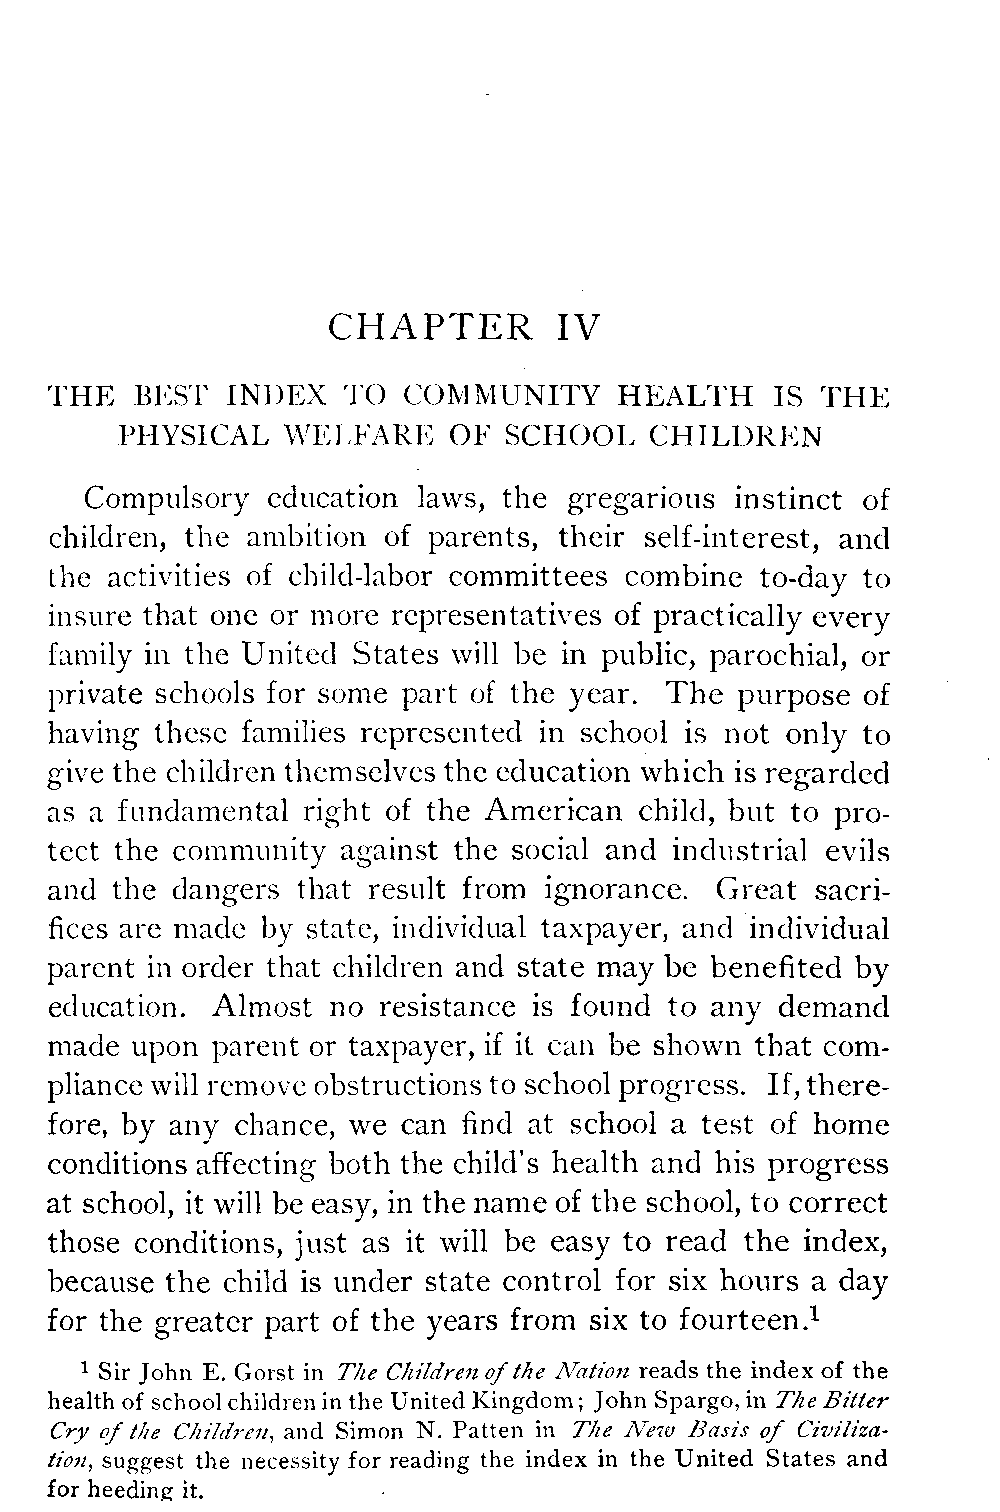 CHAPTER IV
THE BEST INDEX TO COMMUNITY HEALTH IS THE
PHYSICAL WELFARE OF SCHOOL CHILDREN
Compulsory education laws, the gregarious instinct of
children, the ambition of parents, their self-interest, and
the activities of child-labor committees combine to-day to
insure that one or more representatives of practically every
family in the United States will be in public, parochial, or
private schools for some part of the year. The purpose of
having these families represented in school is not only to
give the children themselves the education which is regarded
as a fundamental right of the American child, but to pro-
tect the community against the social and industrial evils
and the dangers that result from ignorance. Great sacri-
fices are made by state, individual taxpayer, and individual
parent in order that children and state may be benefited by
education. Almost no resistance is found to any demand
made upon parent or taxpayer, if it can be shown that com-
pliance will remove obstructions to school progress. If, there-
fore, by any chance, we can find at school a test of home
conditions affecting both the child's health and his progress
at school, it will be easy, in the name of the school, to correct
those conditions, just as it will be easy to read the index,
because the child is under state control for six hours a day
for the greater part of the years from six to fourteen.¹
¹ Sir John E. Gorst in The Children of the Nation reads the index of the
health of school children in the United Kingdom; John Spargo, in The Bitter
Cry of the Children, and Simon N. Patten in The New Basis of Civiliza-
tion, suggest the necessity for reading the index in the United States and
for heeding it.